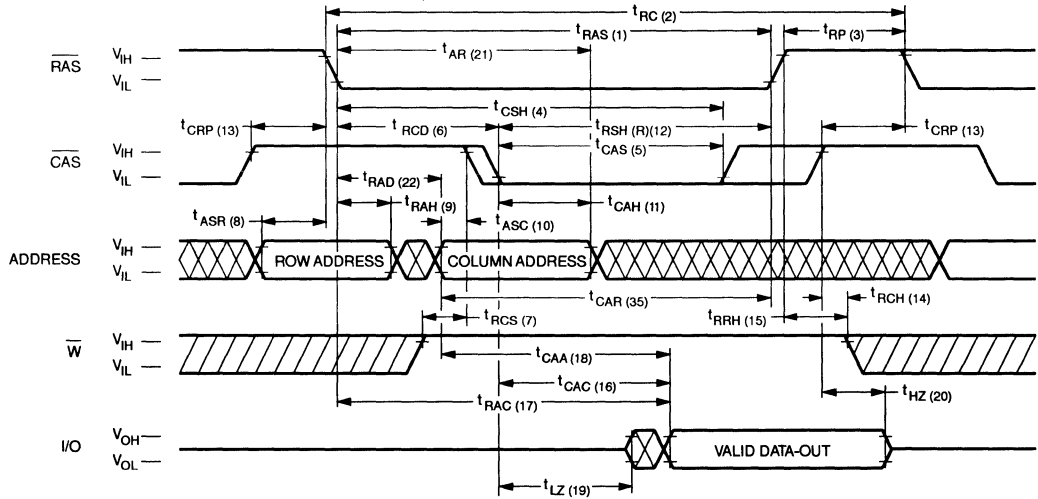 t RC (2)
t RAS (1)
t RP (3)
t AR (21)
RAS
V IH
V IL
t CSH (4)
t CRP (13)
t RCD (6)
t RSH (R)(12)
t CRP (13)
CAS
V IH
V IL
t CAS (5)
t RAD (22)
t RAH (9)
t CAH (11)
t ASR (8)
t ASC (10)
ADDRESS
V IH
V IL
ROW ADDRESS
COLUMN ADDRESS
t CAR (35)
t RCH (14)
t RCS (7)
t RRH (15)
W
V IH
V IL
t CAA (18)
t CAC (16)
t RAC (17)
t HZ (20)
I/O
V OH
V OL
VALID DATA-OUT
t LZ (19)